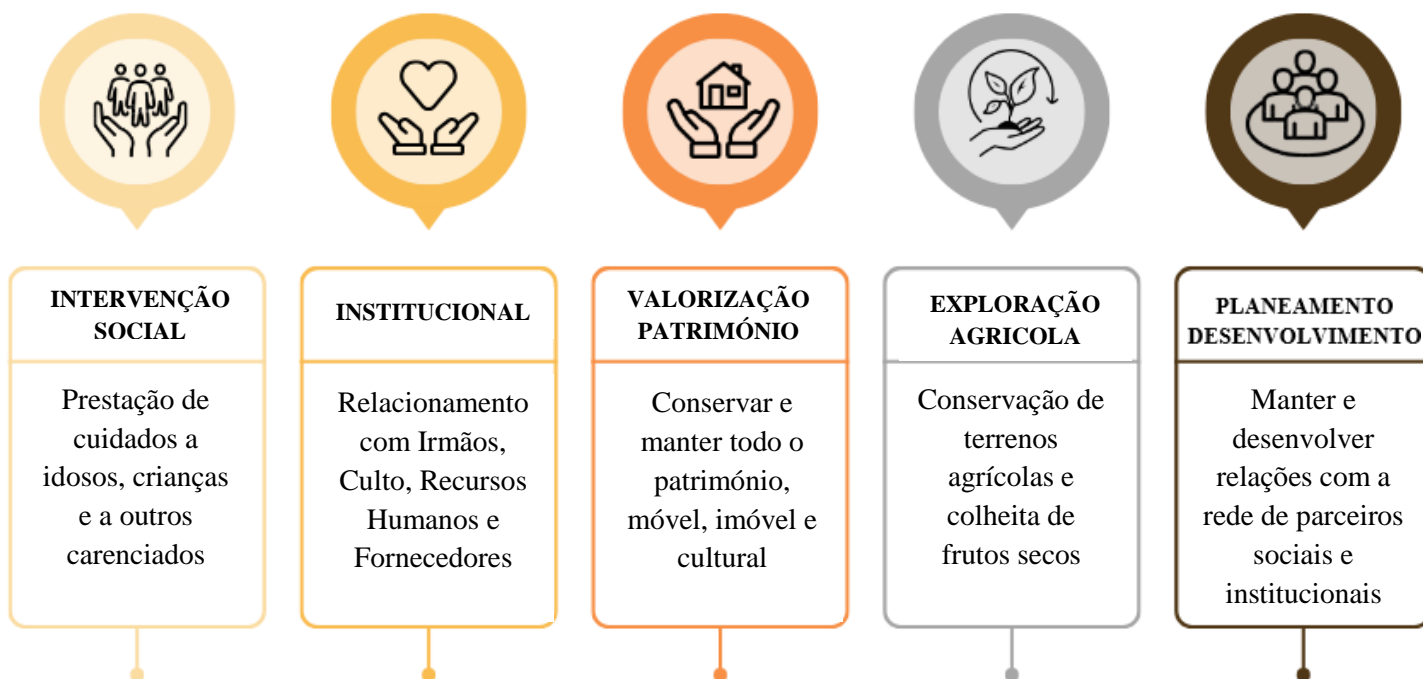 INTERVENÇÃO
SOCIAL
Prestação de
cuidados a
idosos, crianças
e a outros
carenciados
INSTITUCIONAL
Relacionamento
com Irmãos,
Culto, Recursos
Humanos e
Fornecedores
VALORIZAÇÃO
PATRIMÓNIO
Conservar e
manter todo o
património,
móvel, imóvel e
cultural
EXPLORAÇÃO
AGRICOLA
Conservação de
terrenos
agrícolas e
colheita de
frutos secos
PLANEAMENTO
DESENVOLVIMENTO
Manter e
desenvolver
relações com a
rede de parceiros
sociais e
institucionais